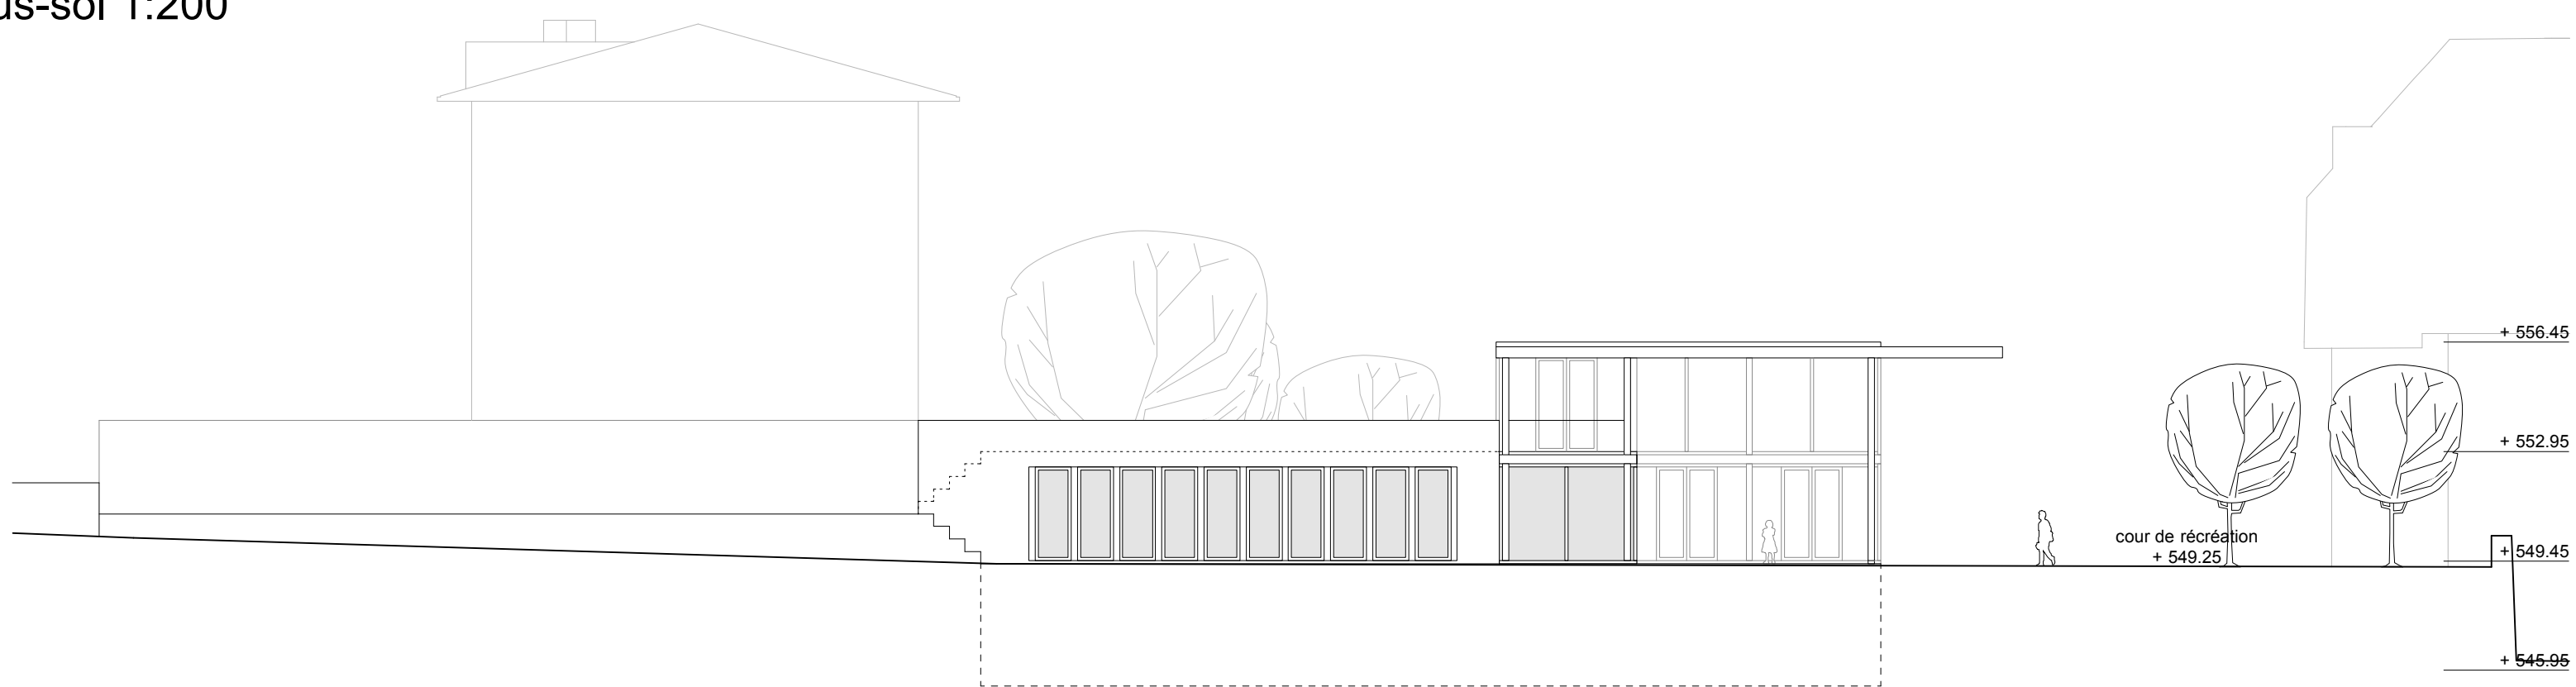 us-sol 1:200
+ 556.45
+ 552.95
cour de récréation
+ 549.25
+ 549.45
+ 545.95